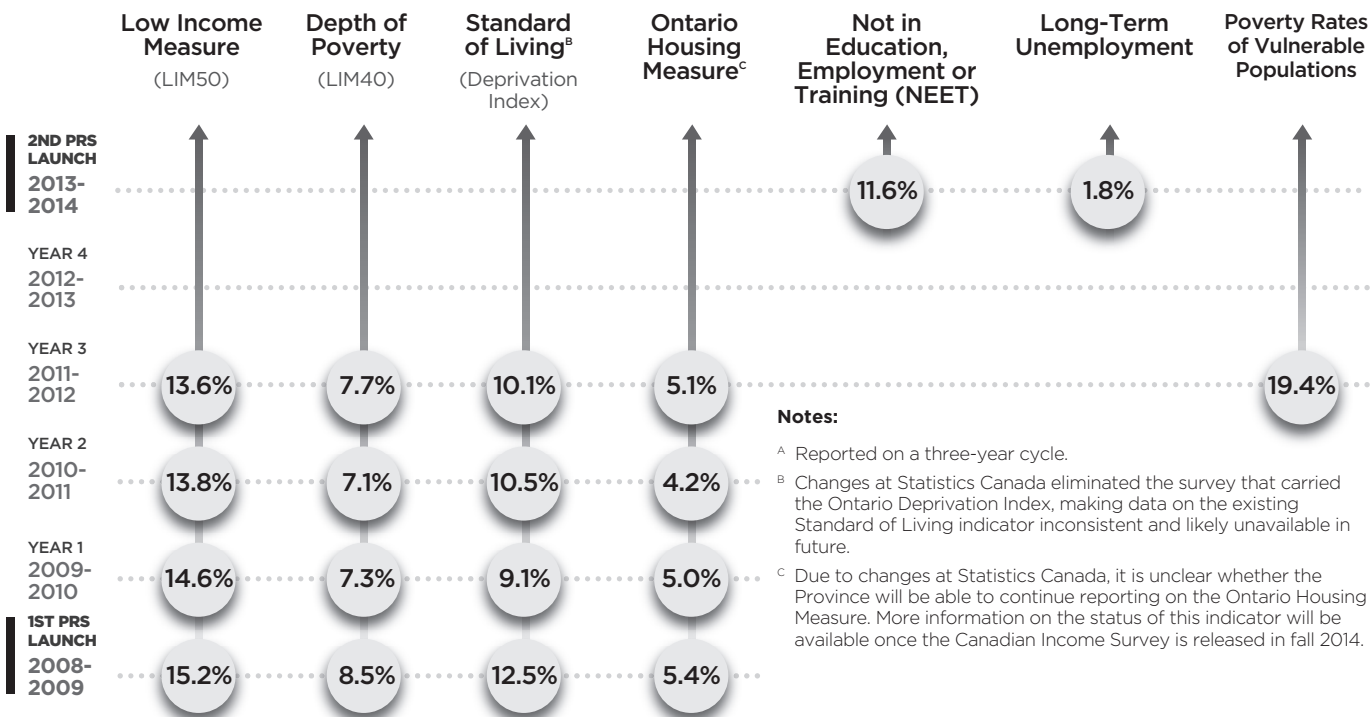 Low Income
Measure
(LIM50)
Depth of
Poverty
(LIM40)
Standard
of Livingᴮ
(Deprivation
Index)
Ontario
Housing
Measureᶜ
Not in
Education,
Employment or
Training (NEET)
Long-Term
Unemployment
Poverty Rates
of Vulnerable
Populations
2ND PRS
LAUNCH
2013-
2014
11.6%
1.8%
YEAR 4
2012-
2013
YEAR 3
2011-
2012
13.6%
7.7%
10.1%
5.1%
19.4%
YEAR 2
2010-
2011
13.8%
7.1%
10.5%
4.2%
YEAR 1
2009-
2010
14.6%
7.3%
9.1%
5.0%
1ST PRS
LAUNCH
2008-
2009
15.2%
8.5%
12.5%
5.4%
Notes:
ᴬ Reported on a three-year cycle.
ᴮ Changes at Statistics Canada eliminated the survey that carried
the Ontario Deprivation Index, making data on the existing
Standard of Living indicator inconsistent and likely unavailable in
future.
ᶜ Due to changes at Statistics Canada, it is unclear whether the
Province will be able to continue reporting on the Ontario Housing
Measure. More information on the status of this indicator will be
available once the Canadian Income Survey is released in fall 2014.